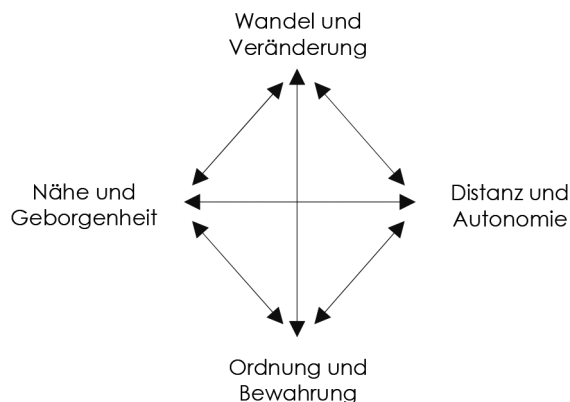 Wandel und
Veränderung
Nähe und
Geborgenheit
Distanz und
Autonomie
Ordnung und
Bewahrung